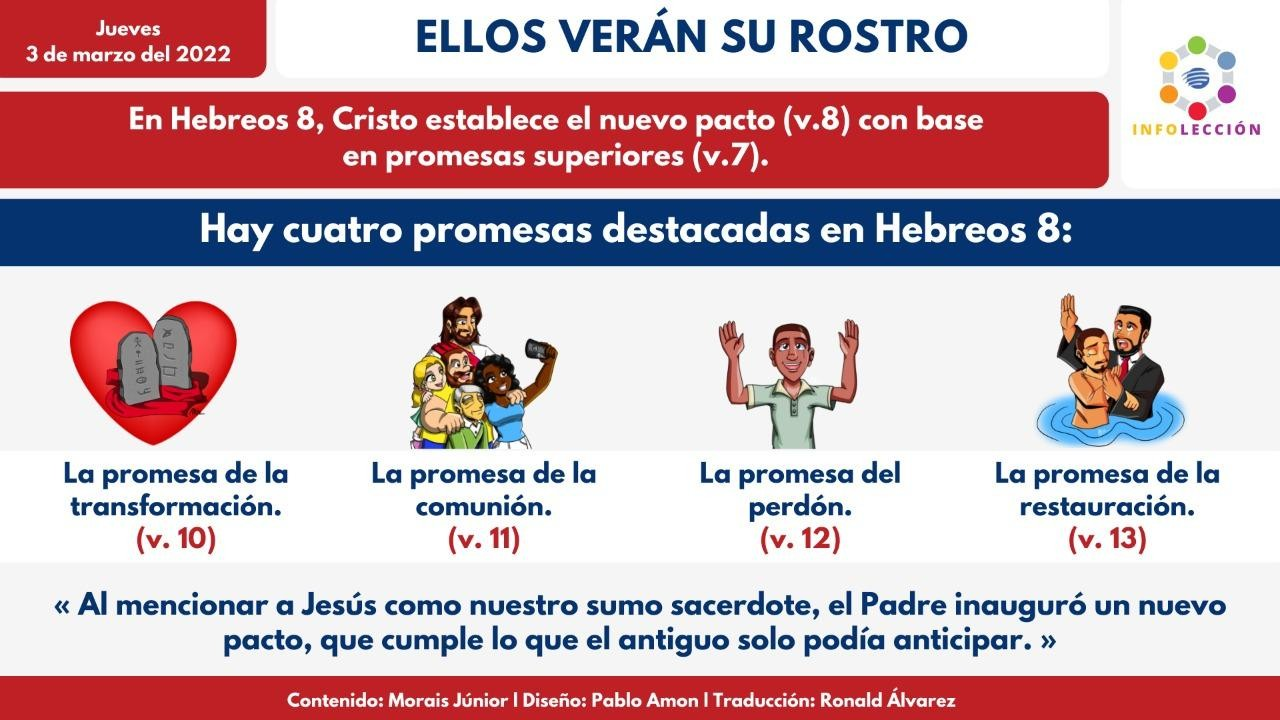 Jueves
3 de marzo del 2022
ELLOS VERÁN SU ROSTRO
INFOLECCIÓN
En Hebreos 8, Cristo establece el nuevo pacto (v.8) con base
en promesas superiores (v.7).
Hay cuatro promesas destacadas en Hebreos 8:
La promesa de la
transformación.
(v. 10)
La promesa de la
comunión.
(v. 11)
La promesa del
perdón.
(v. 12)
La promesa de la
restauración.
(v. 13)
« Al mencionar a Jesús como nuestro sumo sacerdote, el Padre inauguró un nuevo
pacto, que cumple lo que el antiguo solo podía anticipar. »
Contenido: Morais Júnior | Diseño: Pablo Amon | Traducción: Ronald Álvarez